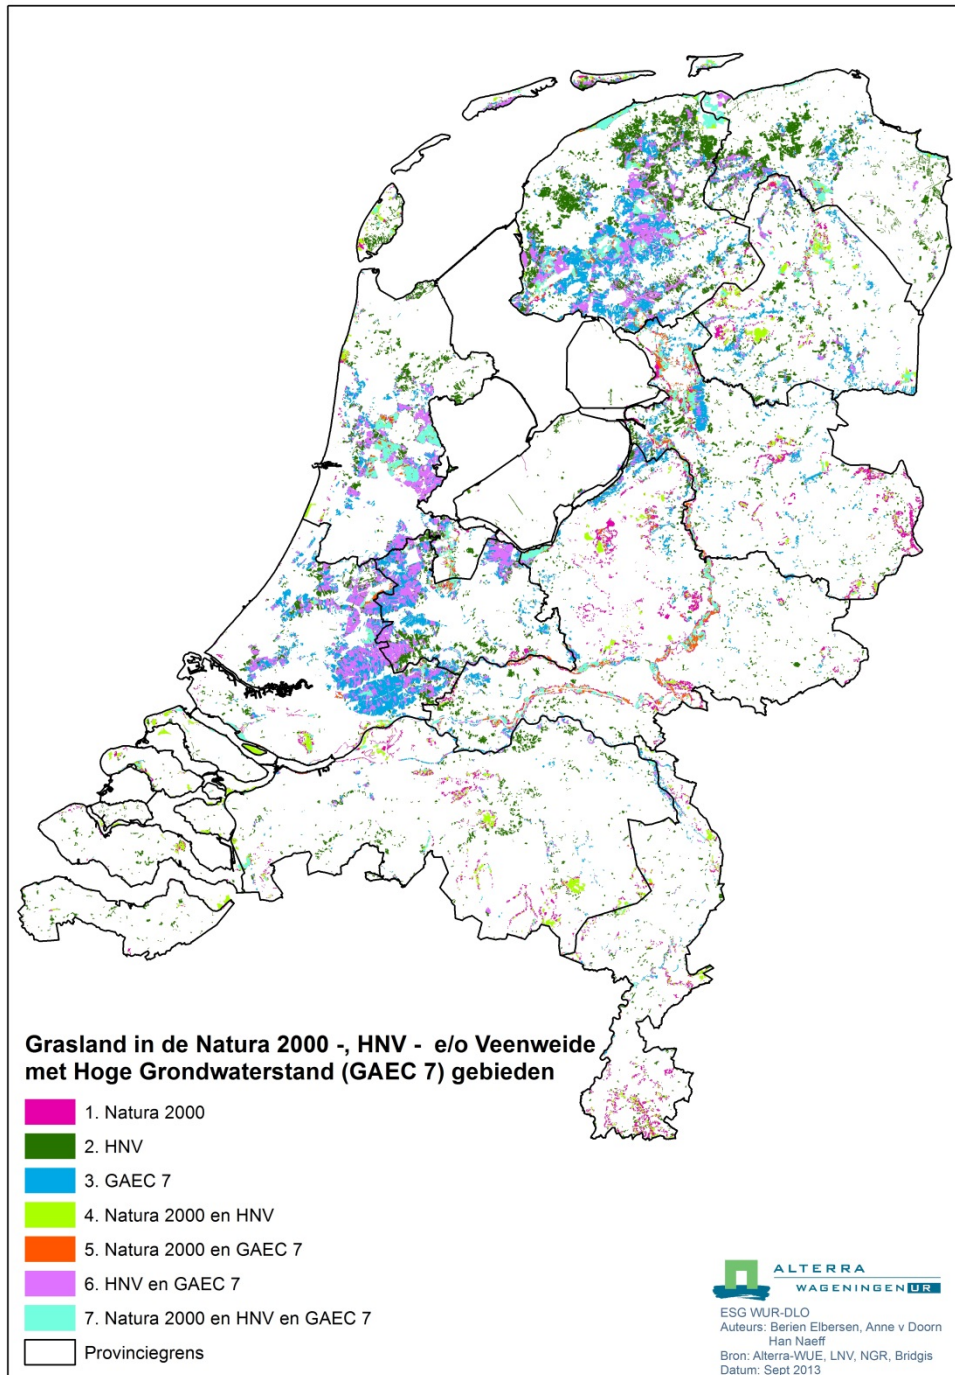 Grasland in de Natura 2000 -, HNV - e/o Veenweide
met Hoge Grondwaterstand (GAEC 7) gebieden
1. Natura 2000
2. HNV
3. GAEC 7
4. Natura 2000 en HNV
5. Natura 2000 en GAEC 7
6. HNV en GAEC 7
7. Natura 2000 en HNV en GAEC 7
Provinciegrens
ALTERRA
WAGENINGEN UR
ESG WUR-DLO
Auteurs: Berien Elbersen, Anne v Doorn
Han Naeff
Bron: Alterra-WUE, LNV, NGR, Bridgis
Datum: Sept 2013